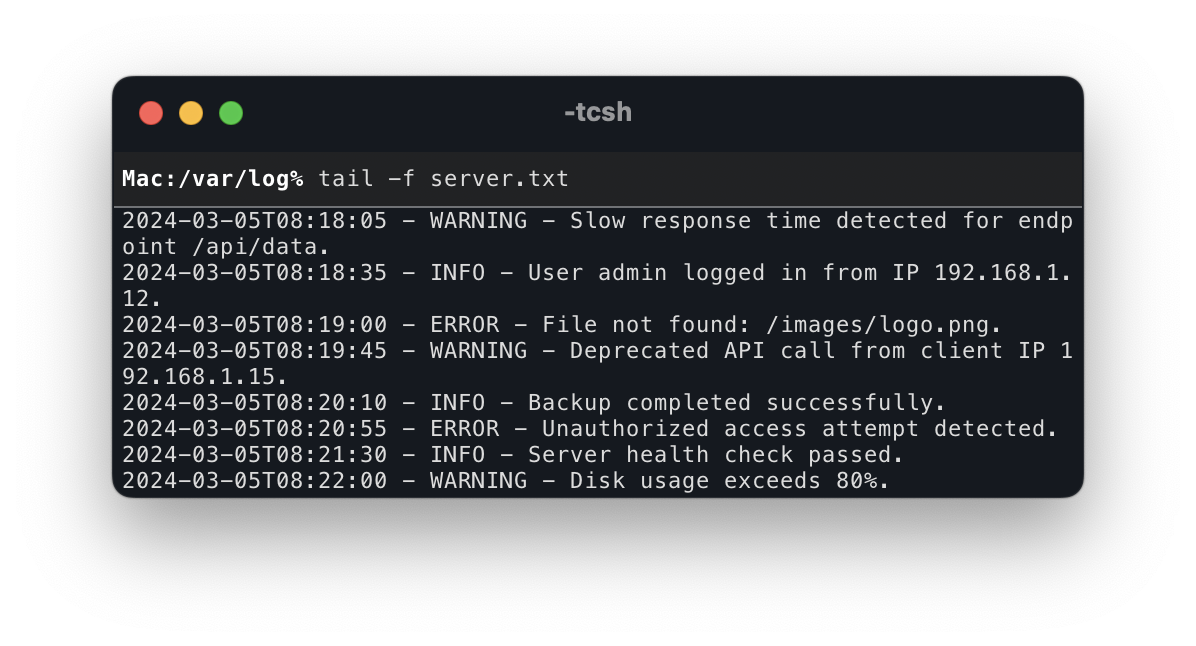 -tcsh
Mac:/var/log% tail -f server.txt
2024-03-05T08:18:05 - WARNING - Slow response time detected for endp
oint /api/data.
2024-03-05T08:18:35 - INFO - User admin logged in from IP 192.168.1.
12.
2024-03-05T08:19:00 - ERROR - File not found: /images/logo.png.
2024-03-05T08:19:45 - WARNING - Deprecated API call from client IP 1
92.168.1.15.
2024-03-05T08:20:10 - INFO - Backup completed successfully.
2024-03-05T08:20:55 - ERROR - Unauthorized access attempt detected.
2024-03-05T08:21:30 - INFO - Server health check passed.
2024-03-05T08:22:00 - WARNING - Disk usage exceeds 80%.